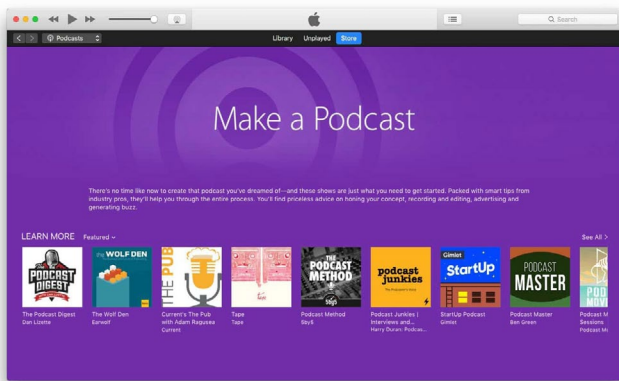 Search
Podcasts
Library Unplayed Store
Make a Podcast
There's no time like now to create that podcast you've dreamed of—and these shows are just what you need to get started. Packed with smart tips from
industry pros, they'll help you through the entire process. You'll find priceless advice on honing your concept, recording and editing, advertising and
generating buzz.
LEARN MORE Featured
See All >
PODCAST
DIGEST
The Podcast Digest
Dan Lizette
the WOLF DEN
The Wolf Den
Earwolf
THE PUB
Current's The Pub
with Adam Ragusea
Current
Tape
Tape
THE
PODCAST
METHOD
5by5
Podcast Method
5by5
podcast
junkies
Podcast Junkies |
Interviews and...
Harry Duran: Podcas...
Gimlet
StartUp
StartUp Podcast
Gimlet
PODCAST
MASTER
Podcast Master
Ben Green
POD
MOV
Podcast M
Sessions
Podcast M